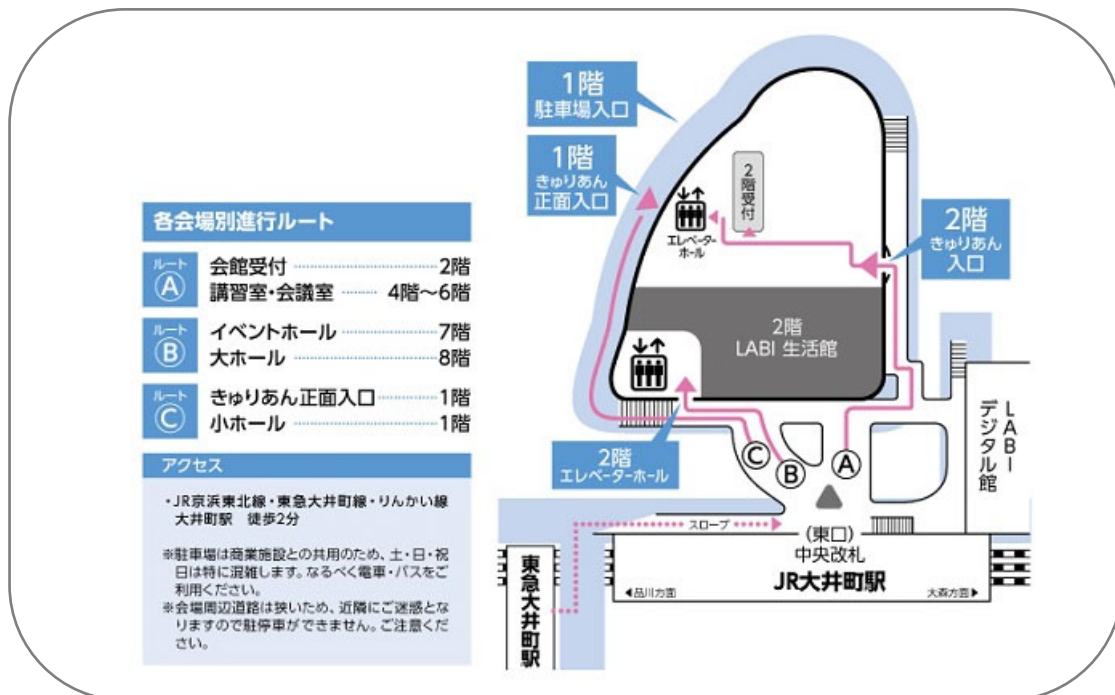 各会場別進行ルート
ルート
Ⓐ
会館受付 ………………… 2階
講習室・会議室 ……… 4階～6階
ルート
Ⓑ
イベントホール ………… 7階
大ホール ………………… 8階
ルート
Ⓒ
きゅりあん正面入口 …… 1階
小ホール ………………… 1階
アクセス
・JR京浜東北線・東急大井町線・りんかい線
大井町駅　徒歩2分
※駐車場は商業施設との共用のため、土・日・祝
日は特に混雑します。なるべく電車・バスをご
利用ください。
※会場周辺道路は狭いため、近隣にご迷惑とな
りますので駐停車ができません。ご注意くだ
さい。
1階
駐車場入口
1階
きゅりあん
正面入口
エレベーター
ホール
2階受付
2階
きゅりあん
入口
2階
LABI 生活館
2階
エレベーターホール
Ⓒ
Ⓑ
Ⓐ
LABI
デジタル館
スロープ
(東口)
中央改札
JR大井町駅
◀品川方面
大森方面▶
東急大井町駅